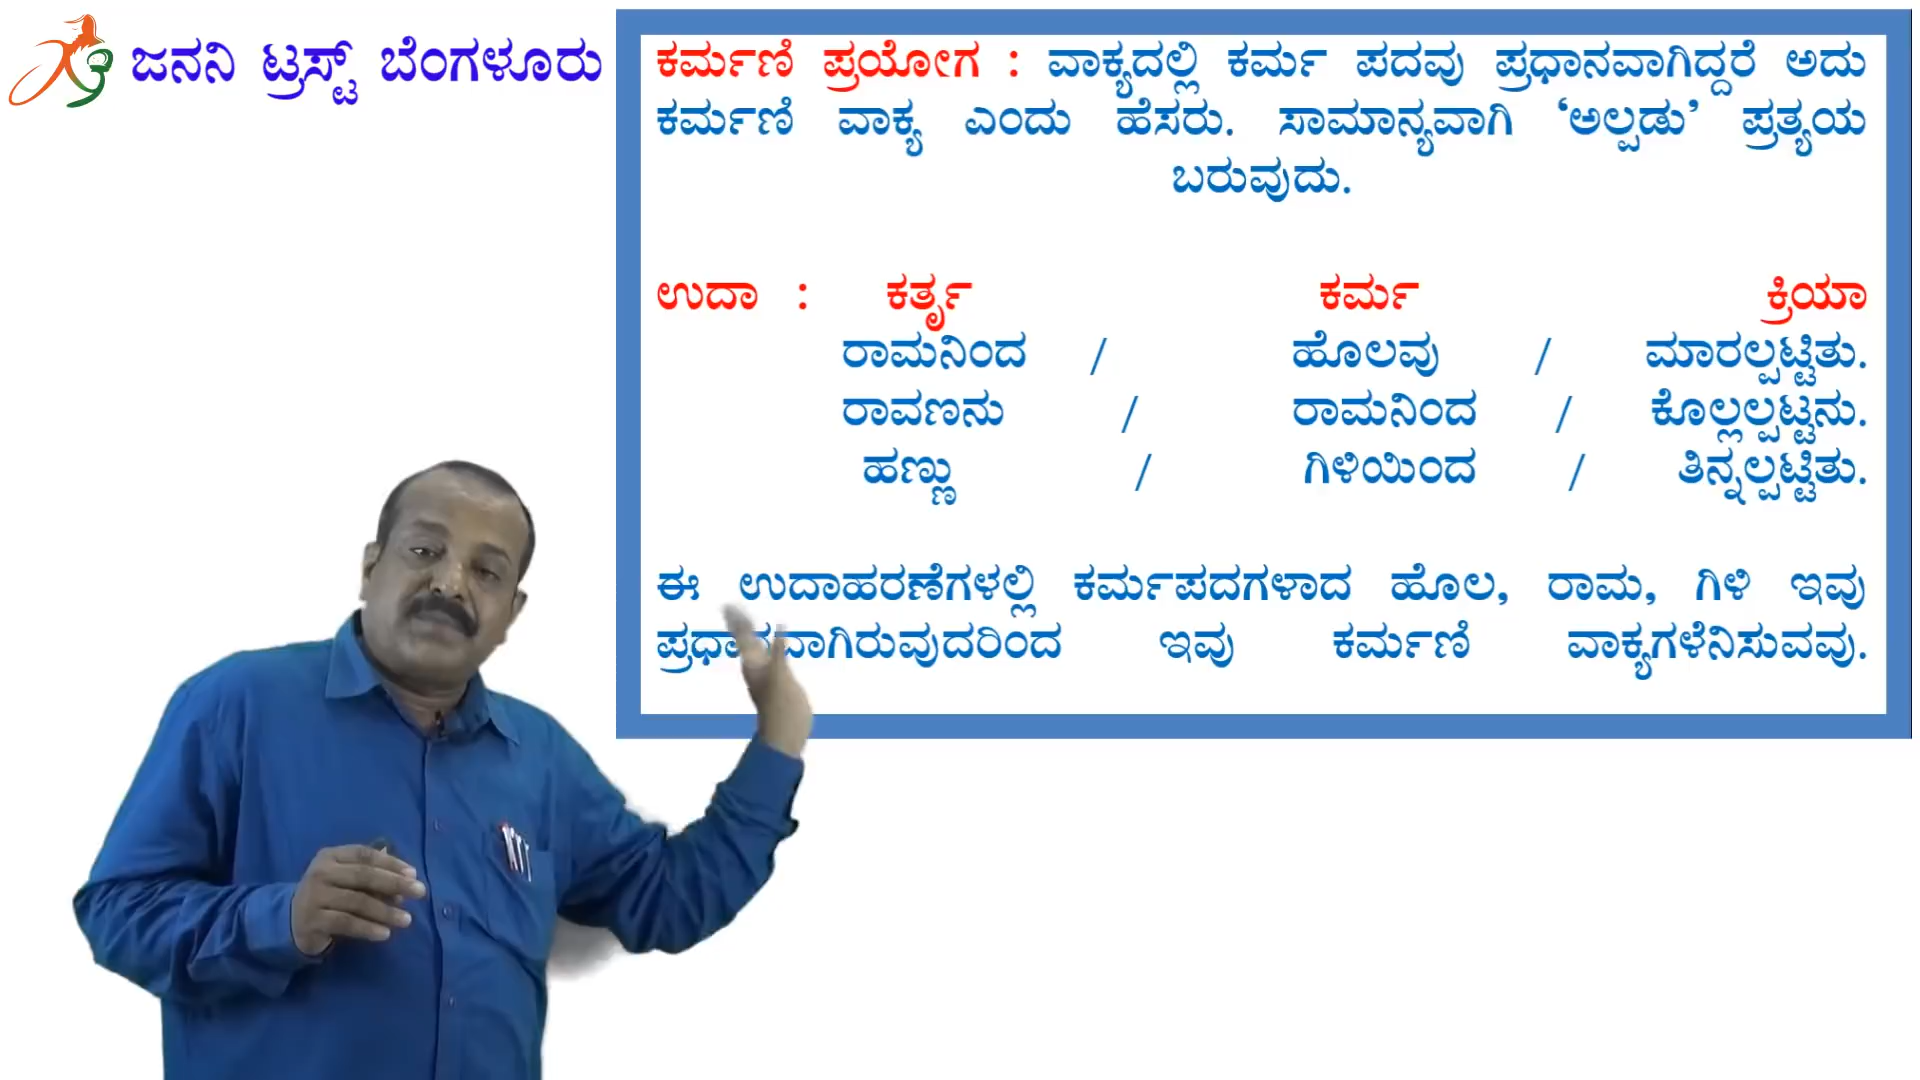 ಜನನಿ ಟ್ರಸ್ಟ್ ಬೆಂಗಳೂರು
ಕರ್ಮಣಿ ಪ್ರಯೋಗ : ವಾಕ್ಯದಲ್ಲಿ ಕರ್ಮ ಪದವು ಪ್ರಧಾನವಾಗಿದ್ದರೆ ಅದು
ಕರ್ಮಣಿ ವಾಕ್ಯ ಎಂದು ಹೆಸರು. ಸಾಮಾನ್ಯವಾಗಿ ‘ಅಲ್ಪಡು’ ಪ್ರತ್ಯಯ
ಬರುವುದು.
ಉದಾ : ಕರ್ತೃ ಕರ್ಮ ಕ್ರಿಯಾ
ರಾಮನಿಂದ / ಹೊಲವು / ಮಾರಲ್ಪಟ್ಟಿತು.
ರಾವಣನು / ರಾಮನಿಂದ / ಕೊಲ್ಲಲ್ಪಟ್ಟನು.
ಹಣ್ಣು / ಗಿಳಿಯಿಂದ / ತಿನ್ನಲ್ಪಟ್ಟಿತು.
ಈ ಉದಾಹರಣೆಗಳಲ್ಲಿ ಕರ್ಮಪದಗಳಾದ ಹೊಲ, ರಾಮ, ಗಿಳಿ ಇವು
ಪ್ರಧಾನವಾಗಿರುವುದರಿಂದ ಇವು ಕರ್ಮಣಿ ವಾಕ್ಯಗಳೆನಿಸುವವು.